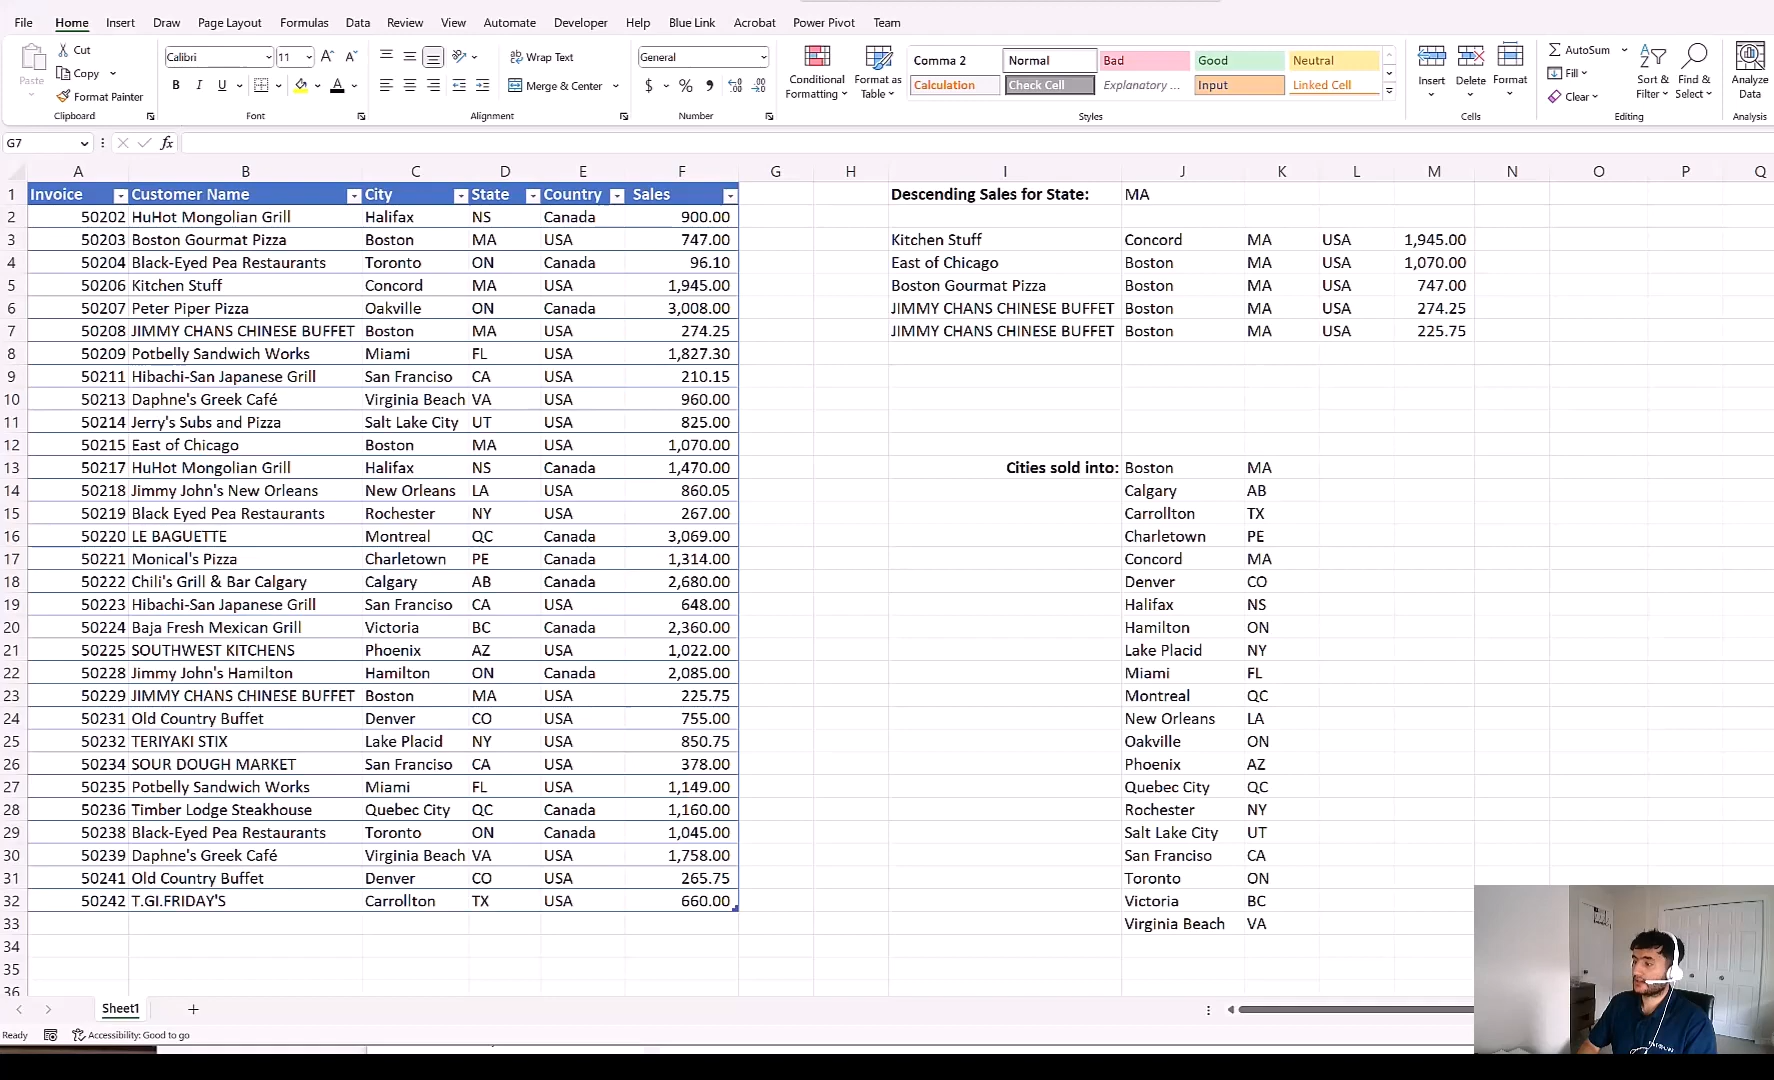 File Home Insert Draw Page Layout Formulas Data Review View Automate Developer Help Blue Link Acrobat Power Pivot Team
Paste Cut Copy Format Painter Clipboard
Calibri 11 A A B I U A Font
Wrap Text Merge & Center Alignment
General $ % , Number
Conditional Formatting Format as Table
Comma 2 Normal Bad Good Neutral
Calculation Check Cell Explanatory ... Input Linked Cell
Styles
Insert Delete Format Cells
AutoSum Fill Clear Sort & Filter Find & Select Editing
Analyze Data Analysis
G7 fx
A B C D E F G H I J K L M N O P Q
1 Invoice Customer Name City State Country Sales Descending Sales for State: MA
2 50202 HuHot Mongolian Grill Halifax NS Canada 900.00
3 50203 Boston Gourmat Pizza Boston MA USA 747.00 Kitchen Stuff Concord MA USA 1,945.00
4 50204 Black-Eyed Pea Restaurants Toronto ON Canada 96.10 East of Chicago Boston MA USA 1,070.00
5 50206 Kitchen Stuff Concord MA USA 1,945.00 Boston Gourmat Pizza Boston MA USA 747.00
6 50207 Peter Piper Pizza Oakville ON Canada 3,008.00 JIMMY CHANS CHINESE BUFFET Boston MA USA 274.25
7 50208 JIMMY CHANS CHINESE BUFFET Boston MA USA 274.25 JIMMY CHANS CHINESE BUFFET Boston MA USA 225.75
8 50209 Potbelly Sandwich Works Miami FL USA 1,827.30
9 50211 Hibachi-San Japanese Grill San Franciso CA USA 210.15
10 50213 Daphne's Greek Café Virginia Beach VA USA 960.00
11 50214 Jerry's Subs and Pizza Salt Lake City UT USA 825.00
12 50215 East of Chicago Boston MA USA 1,070.00
13 50217 HuHot Mongolian Grill Halifax NS Canada 1,470.00 Cities sold into: Boston MA
14 50218 Jimmy John's New Orleans New Orleans LA USA 860.05 Calgary AB
15 50219 Black Eyed Pea Restaurants Rochester NY USA 267.00 Carrollton TX
16 50220 LE BAGUETTE Montreal QC Canada 3,069.00 Charletown PE
17 50221 Monical's Pizza Charletown PE Canada 1,314.00 Concord MA
18 50222 Chili's Grill & Bar Calgary Calgary AB Canada 2,680.00 Denver CO
19 50223 Hibachi-San Japanese Grill San Franciso CA USA 648.00 Halifax NS
20 50224 Baja Fresh Mexican Grill Victoria BC Canada 2,360.00 Hamilton ON
21 50225 SOUTHWEST KITCHENS Phoenix AZ USA 1,022.00 Lake Placid NY
22 50228 Jimmy John's Hamilton Hamilton ON Canada 2,085.00 Miami FL
23 50229 JIMMY CHANS CHINESE BUFFET Boston MA USA 225.75 Montreal QC
24 50231 Old Country Buffet Denver CO USA 755.00 New Orleans LA
25 50232 TERIYAKI STIX Lake Placid NY USA 850.75 Oakville ON
26 50234 SOUR DOUGH MARKET San Franciso CA USA 378.00 Phoenix AZ
27 50235 Potbelly Sandwich Works Miami FL USA 1,149.00 Quebec City QC
28 50236 Timber Lodge Steakhouse Quebec City QC Canada 1,160.00 Rochester NY
29 50238 Black-Eyed Pea Restaurants Toronto ON Canada 1,045.00 Salt Lake City UT
30 50239 Daphne's Greek Café Virginia Beach VA USA 1,758.00 San Franciso CA
31 50241 Old Country Buffet Denver CO USA 265.75 Toronto ON
32 50242 T.GI.FRIDAY'S Carrollton TX USA 660.00 Victoria BC
33 Virginia Beach VA
34
35
36
Sheet1 +
Ready Accessibility: Good to go